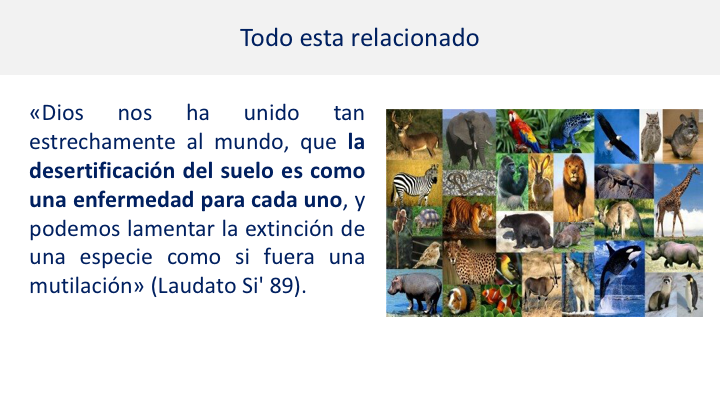 Todo esta relacionado
«Dios nos ha unido tan
estrechamente al mundo, que la
desertificación del suelo es como
una enfermedad para cada uno, y
podemos lamentar la extinción de
una especie como si fuera una
mutilación» (Laudato Si' 89).